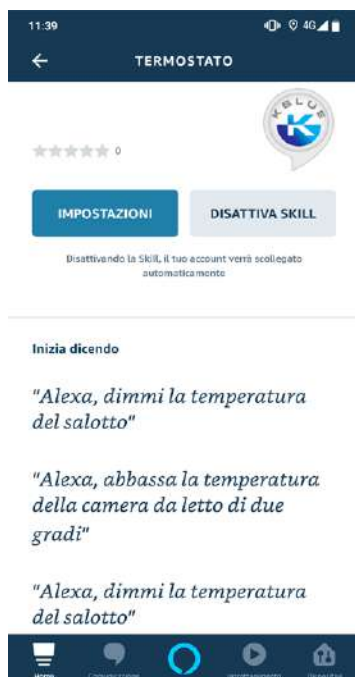 11:39
4G
TERMOSTATO
KBLUE
K
0
IMPOSTAZIONI
DISATTIVA SKILL
Disattivando la Skill, il tuo account verrà scollegato
automaticamente
Inizia dicendo
"Alexa, dimmi la temperatura
del salotto"
"Alexa, abbassa la temperatura
della camera da letto di due
gradi"
"Alexa, dimmi la temperatura
del salotto"
Home